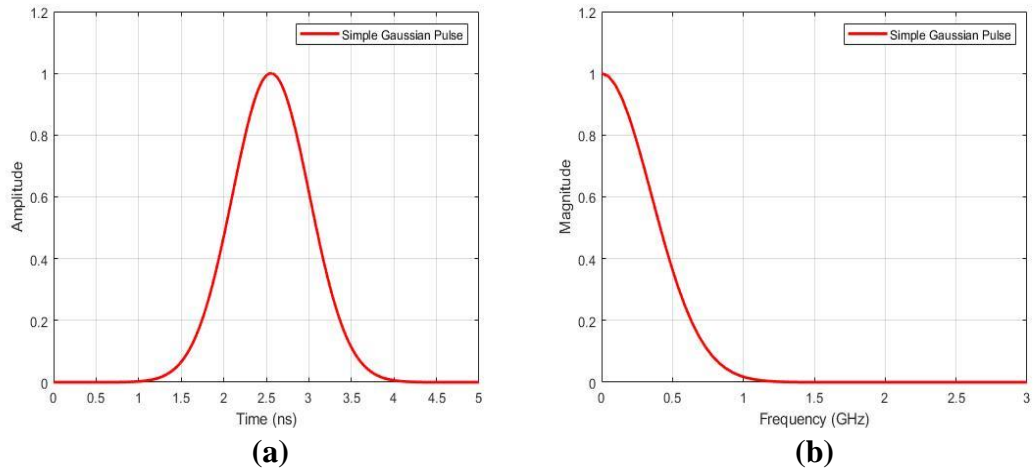 1.2
Simple Gaussian Pulse
1
0.8
0.6
0.4
0.2
0
Amplitude
0 0.5 1 1.5 2 2.5 3 3.5 4 4.5 5
Time (ns)
(a)
1.2
Simple Gaussian Pulse
1
0.8
0.6
0.4
0.2
0
Magnitude
0 0.5 1 1.5 2 2.5 3
Frequency (GHz)
(b)